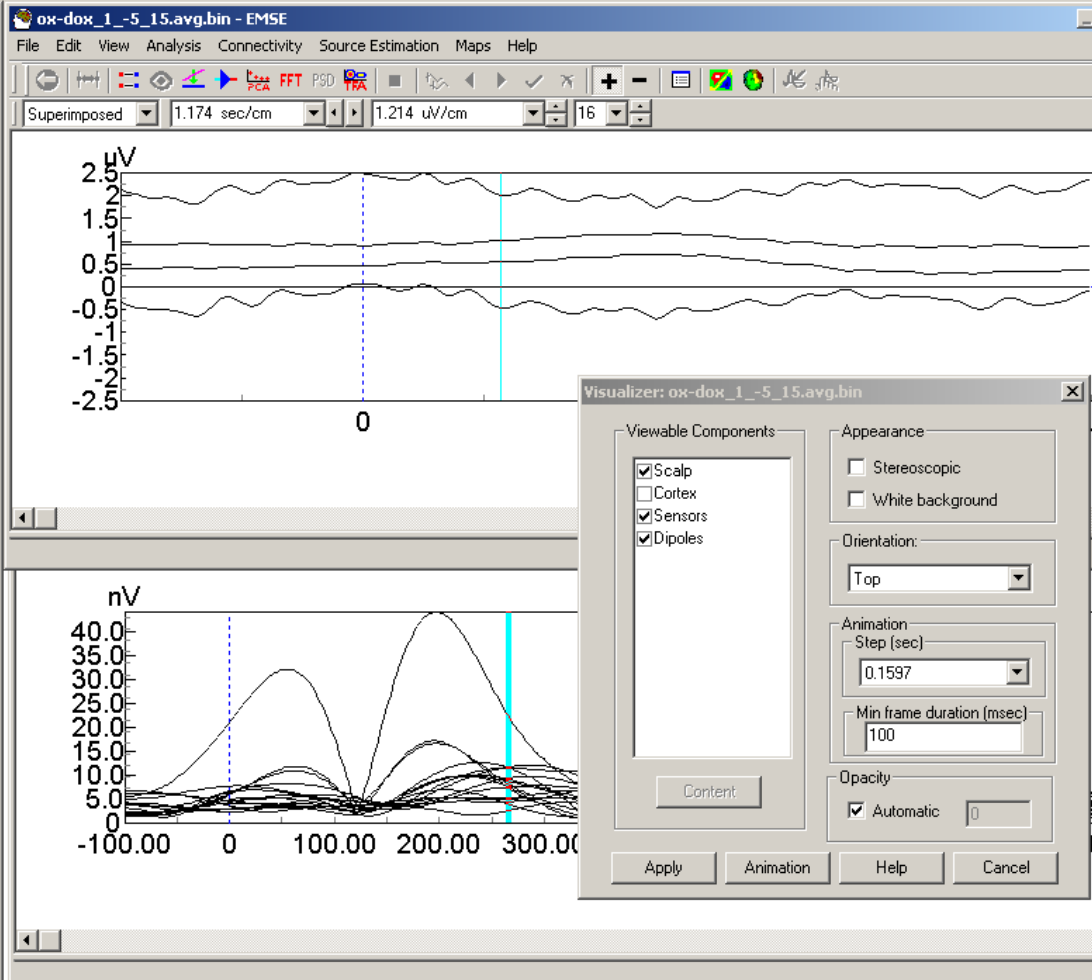 ox-dox_1_-5_15.avg.bin - EMSE
File Edit View Analysis Connectivity Source Estimation Maps Help
PCA FFT PSD TFA
Superimposed 1.174 sec/cm 1.214 uV/cm 16
uV
2.5
2
1.5
1
0.5
0
-0.5
-1
-1.5
-2
-2.5
0
Visualizer: ox-dox_1_-5_15.avg.bin
Viewable Components
Scalp
Cortex
Sensors
Dipoles
Content
Appearance
Stereoscopic
White background
Orientation:
Top
Animation
Step (sec)
0.1597
Min frame duration (msec)
100
Opacity
Automatic 0
Apply Animation Help Cancel
nV
40.0
35.0
30.0
25.0
20.0
15.0
10.0
5.0
0
-100.00 0 100.00 200.00 300.00